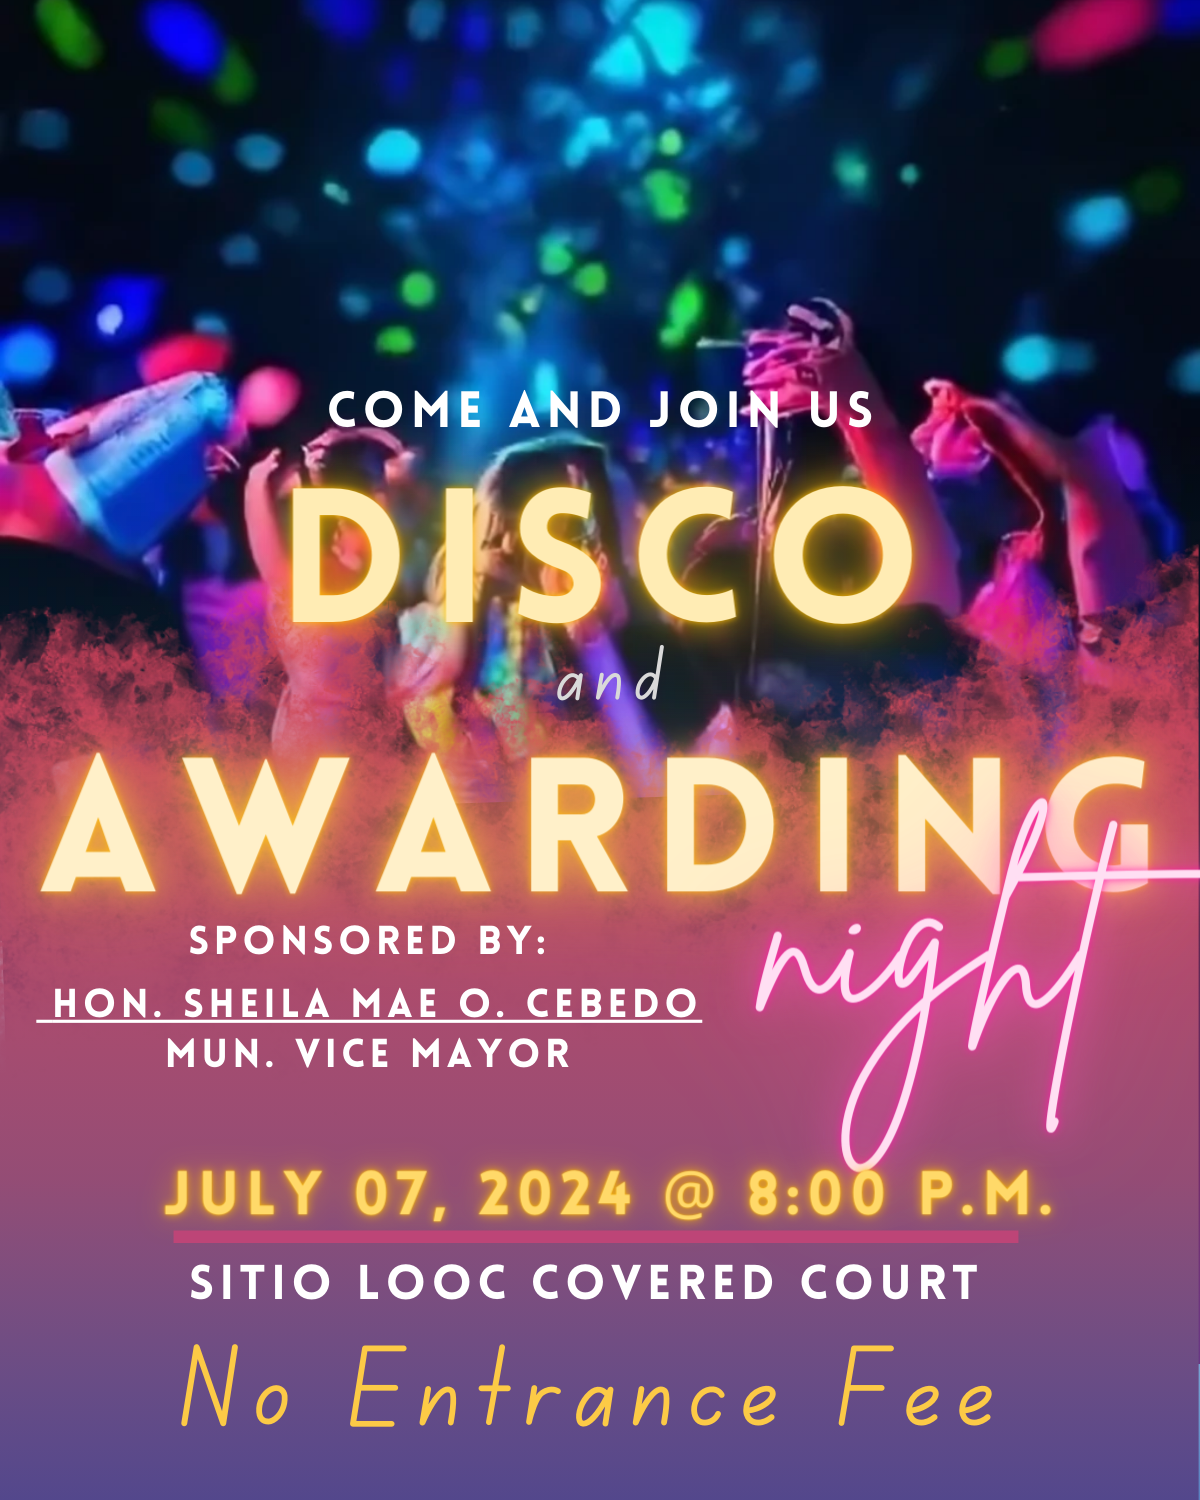 COME AND JOIN US
DISCO
and
AWARDING
night
SPONSORED BY:
HON. SHEILA MAE O. CEBEDO
MUN. VICE MAYOR
JULY 07, 2024 @ 8:00 P.M.
SITIO LOOC COVERED COURT
No Entrance Fee